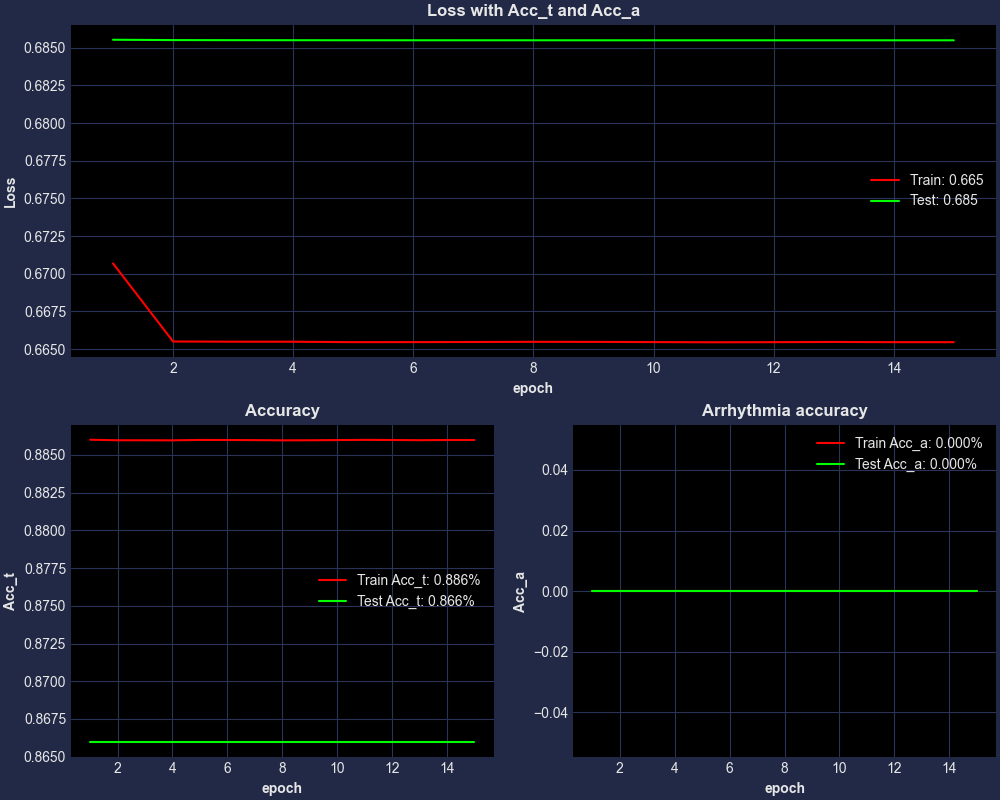 Loss with Acc_t and Acc_a
0.6850
0.6825
0.6800
0.6775
0.6750
0.6725
0.6700
0.6675
0.6650
Loss
Train: 0.665
Test: 0.685
2 4 6 8 10 12 14
epoch
Accuracy
0.8850
0.8825
0.8800
0.8775
0.8750
0.8725
0.8700
0.8675
0.8650
Acc_t
Train Acc_t: 0.886%
Test Acc_t: 0.866%
2 4 6 8 10 12 14
epoch
Arrhythmia accuracy
Train Acc_a: 0.000%
Test Acc_a: 0.000%
0.04
0.02
0.00
−0.02
−0.04
Acc_a
2 4 6 8 10 12 14
epoch